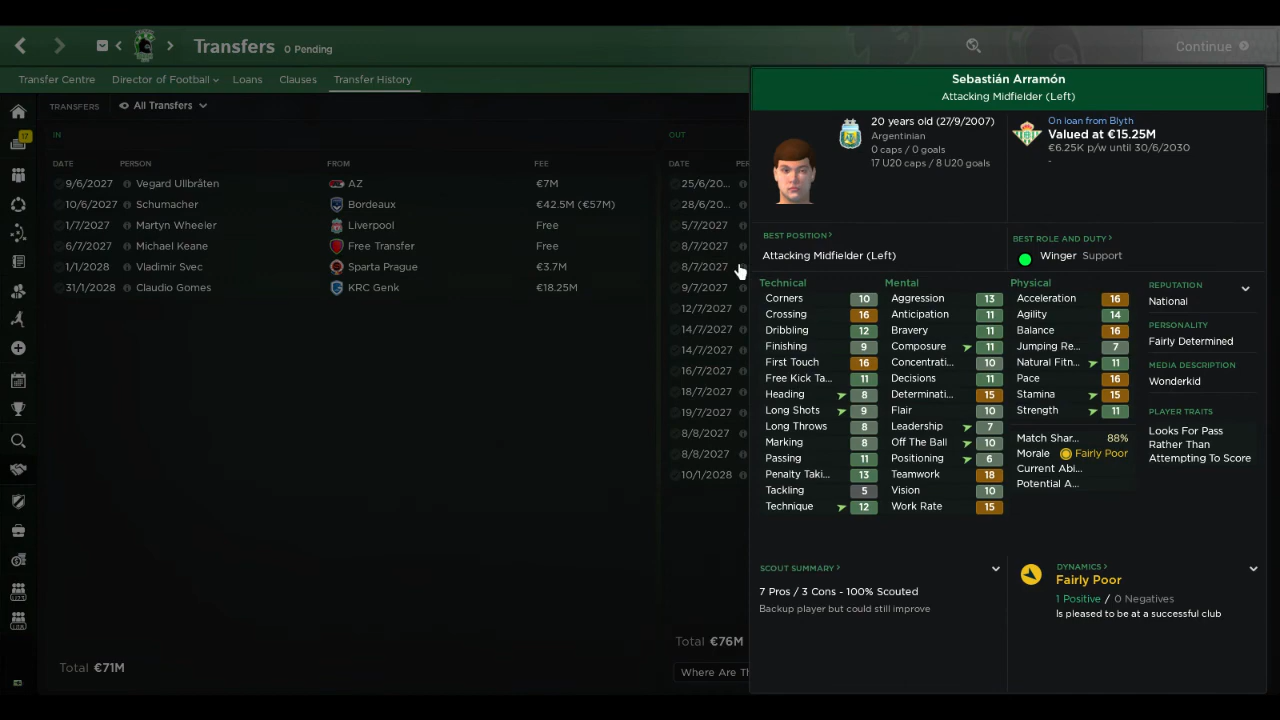 Transfers 0 Pending
Continue
Transfer Centre Director of Football Loans Clauses Transfer History
TRANSFERS All Transfers
IN
DATE PERSON FROM FEE
9/6/2027 Vegard Ullbråten AZ €7M
10/6/2027 Schumacher Bordeaux €42.5M (€57M)
1/7/2027 Martyn Wheeler Liverpool Free
6/7/2027 Michael Keane Free Transfer Free
1/1/2028 Vladimir Svec Sparta Prague €3.7M
31/1/2028 Claudio Gomes KRC Genk €18.25M
Total €71M
OUT
DATE PER
25/6/20...
28/6/20...
5/7/2027
8/7/2027
8/7/2027
9/7/2027
12/7/2027
14/7/2027
14/7/2027
16/7/2027
18/7/2027
19/7/2027
8/8/2027
8/8/2027
10/1/2028
Total €76M
Where Are Th
Sebastián Arramón
Attacking Midfielder (Left)
20 years old (27/9/2007)
Argentinian
0 caps / 0 goals
17 U20 caps / 8 U20 goals
On loan from Blyth
Valued at €15.25M
€6.25K p/w until 30/6/2030
-
BEST POSITION
Attacking Midfielder (Left)
BEST ROLE AND DUTY
Winger Support
Technical
Corners 10
Crossing 16
Dribbling 12
Finishing 9
First Touch 16
Free Kick Ta... 11
Heading 8
Long Shots 9
Long Throws 8
Marking 8
Passing 11
Penalty Taki... 13
Tackling 5
Technique 12
Mental
Aggression 13
Anticipation 11
Bravery 11
Composure 11
Concentrati... 10
Decisions 11
Determinati... 15
Flair 10
Leadership 7
Off The Ball 10
Positioning 6
Teamwork 18
Vision 10
Work Rate 15
Physical
Acceleration 16
Agility 14
Balance 16
Jumping Re... 7
Natural Fitn... 11
Pace 16
Stamina 15
Strength 11
Match Shar... 88%
Morale Fairly Poor
Current Abi...
Potential A...
REPUTATION
National
PERSONALITY
Fairly Determined
MEDIA DESCRIPTION
Wonderkid
PLAYER TRAITS
Looks For Pass
Rather Than
Attempting To Score
SCOUT SUMMARY
7 Pros / 3 Cons - 100% Scouted
Backup player but could still improve
DYNAMICS
Fairly Poor
1 Positive / 0 Negatives
Is pleased to be at a successful club